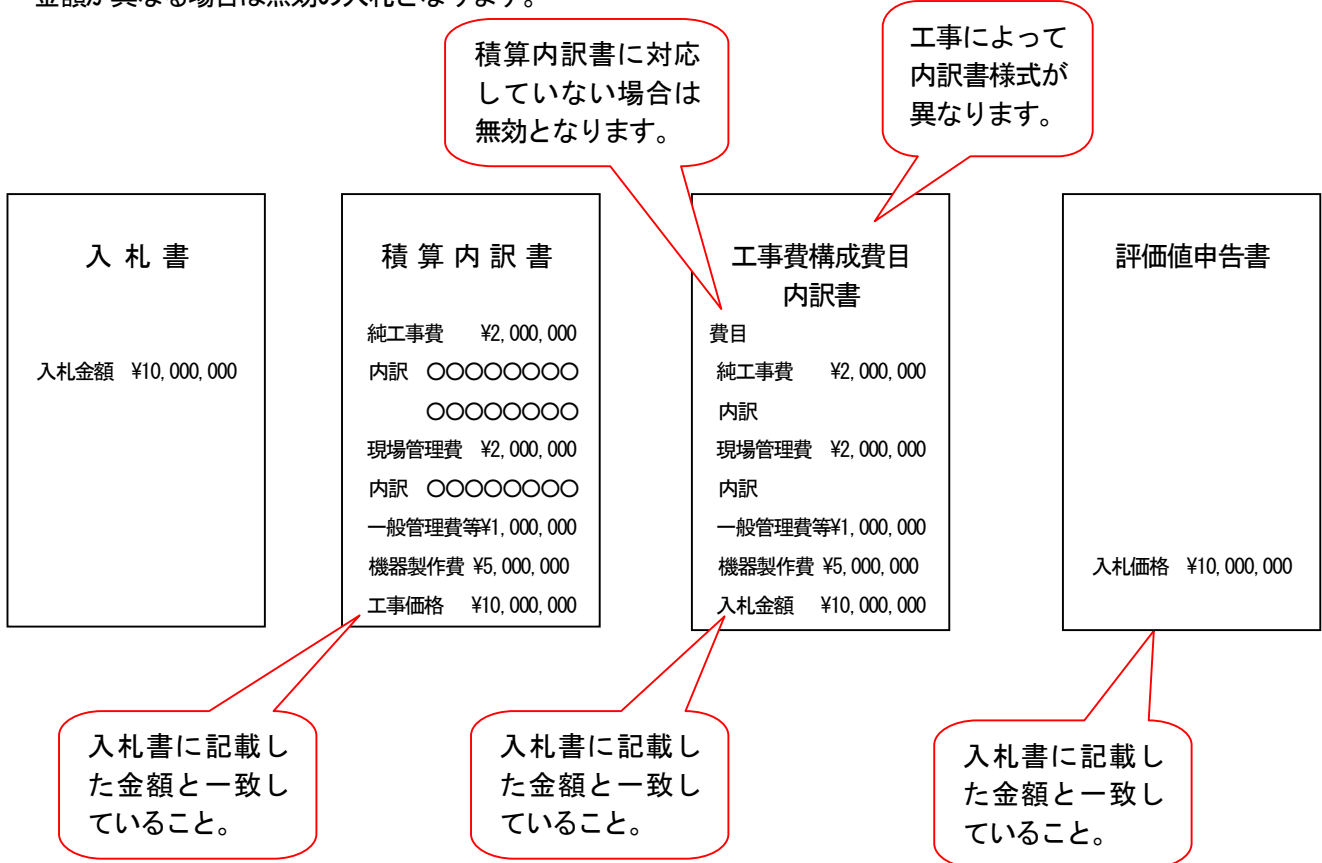 金額が異なる場合は無効の入札となります。
積算内訳書に対応
していない場合は
無効となります。
工事によって
内訳書様式が
異なります。
入 札 書
入札金額 ¥10,000,000
積 算 内 訳 書
純工事費 ¥2,000,000
内訳 〇〇〇〇〇〇〇〇
〇〇〇〇〇〇〇〇
現場管理費 ¥2,000,000
内訳 〇〇〇〇〇〇〇〇
一般管理費等¥1,000,000
機器製作費 ¥5,000,000
工事価格 ¥10,000,000
工事費構成費目
内訳書
費目
純工事費 ¥2,000,000
内訳
現場管理費 ¥2,000,000
内訳
一般管理費等¥1,000,000
機器製作費 ¥5,000,000
入札金額 ¥10,000,000
評価値申告書
入札価格 ¥10,000,000
入札書に記載し
た金額と一致し
ていること。
入札書に記載し
た金額と一致し
ていること。
入札書に記載し
た金額と一致し
ていること。